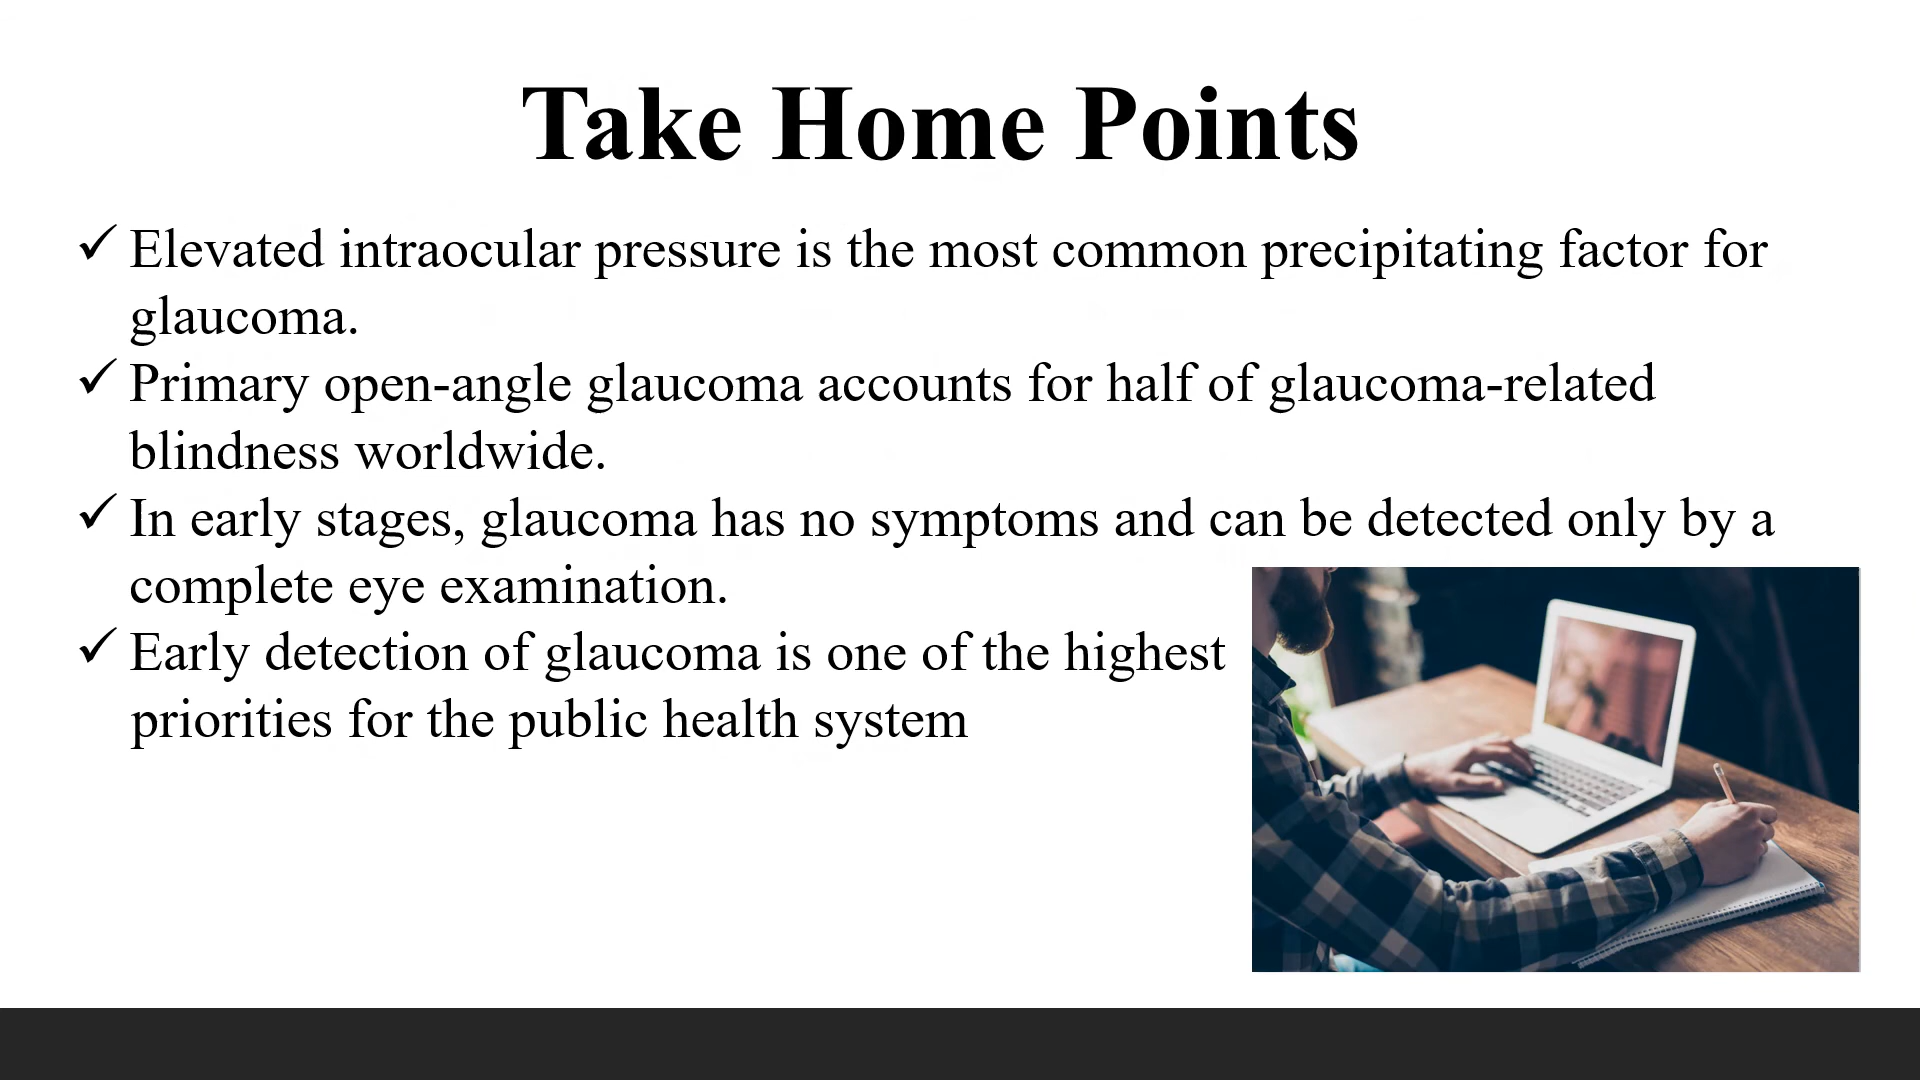 Take Home Points
✓ Elevated intraocular pressure is the most common precipitating factor for
glaucoma.
✓ Primary open-angle glaucoma accounts for half of glaucoma-related
blindness worldwide.
✓ In early stages, glaucoma has no symptoms and can be detected only by a
complete eye examination.
✓ Early detection of glaucoma is one of the highest
priorities for the public health system